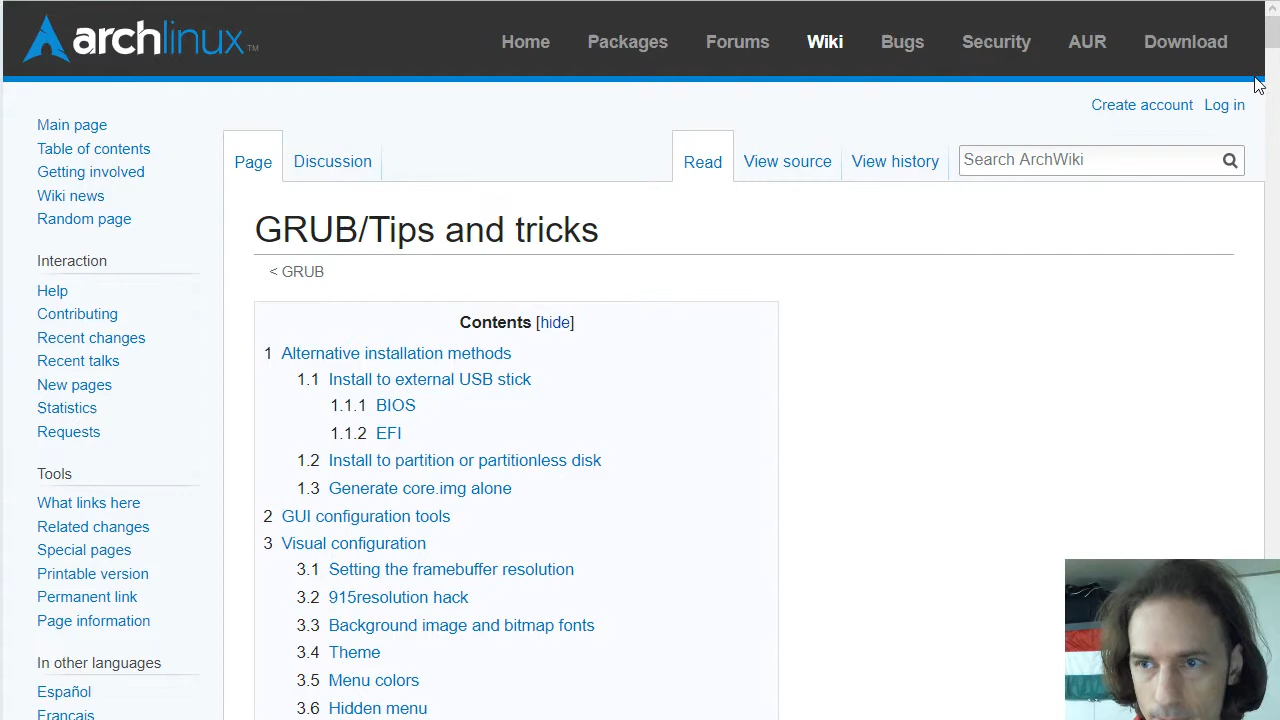 archlinux™
Home Packages Forums Wiki Bugs Security AUR Download
Create account Log in
Main page
Table of contents
Getting involved
Wiki news
Random page
Interaction
Help
Contributing
Recent changes
Recent talks
New pages
Statistics
Requests
Tools
What links here
Related changes
Special pages
Printable version
Permanent link
Page information
In other languages
Español
Français
Page Discussion Read View source View history Search ArchWiki
GRUB/Tips and tricks
< GRUB
Contents [hide]
1 Alternative installation methods
1.1 Install to external USB stick
1.1.1 BIOS
1.1.2 EFI
1.2 Install to partition or partitionless disk
1.3 Generate core.img alone
2 GUI configuration tools
3 Visual configuration
3.1 Setting the framebuffer resolution
3.2 915resolution hack
3.3 Background image and bitmap fonts
3.4 Theme
3.5 Menu colors
3.6 Hidden menu